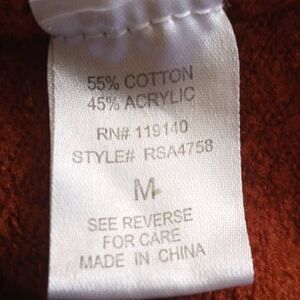 55% COTTON
45% ACRYLIC
RN# 119140
STYLE# RSA4758
M
SEE REVERSE
FOR CARE
MADE IN CHINA